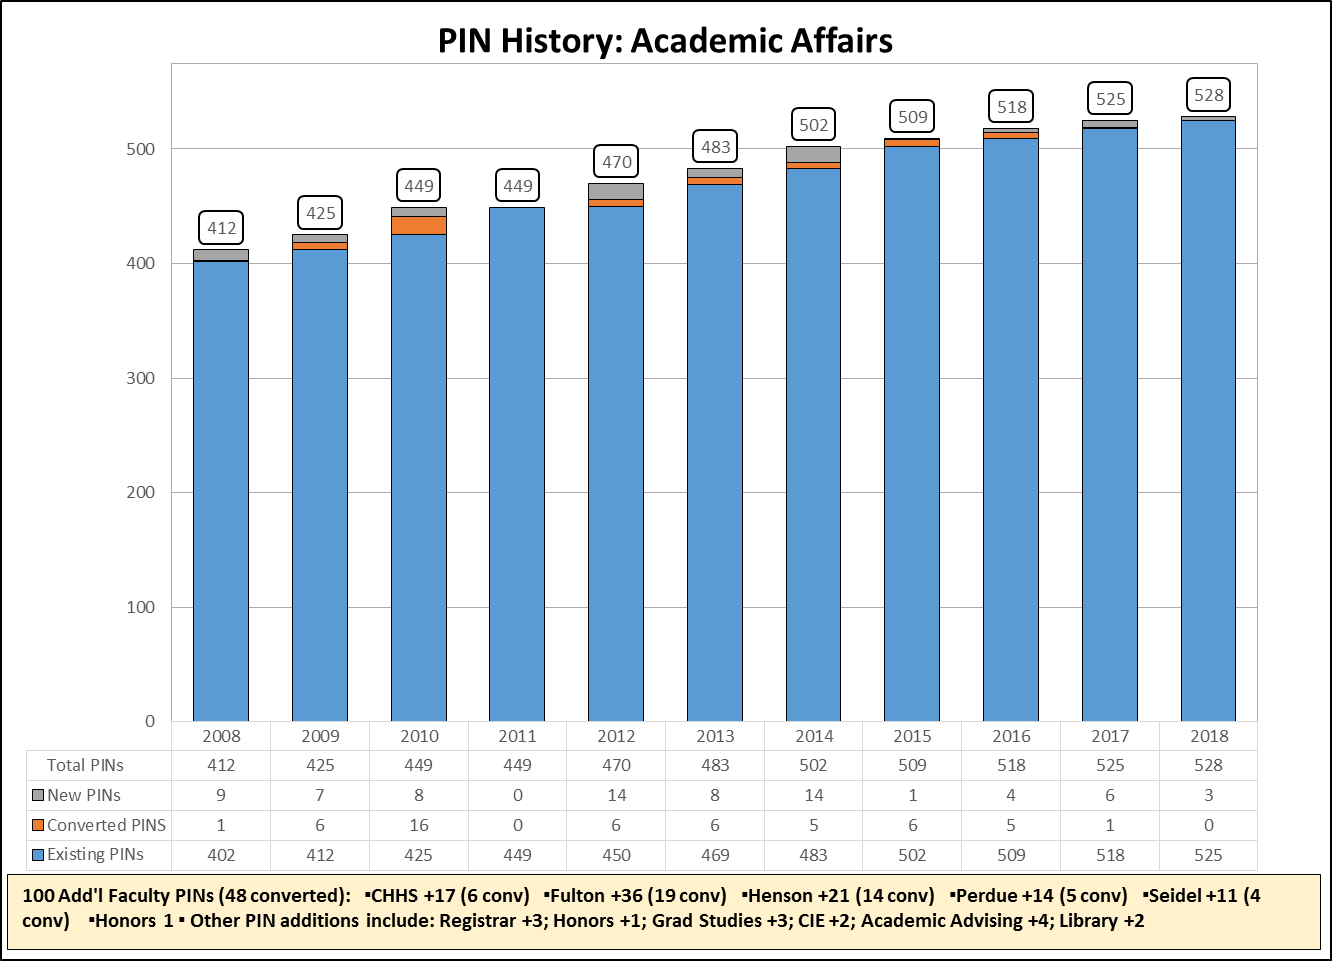 PIN History: Academic Affairs
412
425
449
449
470
483
502
509
518
525
528
500
400
300
200
100
0
2008 2009 2010 2011 2012 2013 2014 2015 2016 2017 2018
Total PINs 412 425 449 449 470 483 502 509 518 525 528
New PINs 9 7 8 0 14 8 14 1 4 6 3
Converted PINS 1 6 16 0 6 6 5 6 5 1 0
Existing PINs 402 412 425 449 450 469 483 502 509 518 525
100 Add'l Faculty PINs (48 converted): ▪CHHS +17 (6 conv) ▪Fulton +36 (19 conv) ▪Henson +21 (14 conv) ▪Perdue +14 (5 conv) ▪Seidel +11 (4
conv) ▪Honors 1 ▪ Other PIN additions include: Registrar +3; Honors +1; Grad Studies +3; CIE +2; Academic Advising +4; Library +2